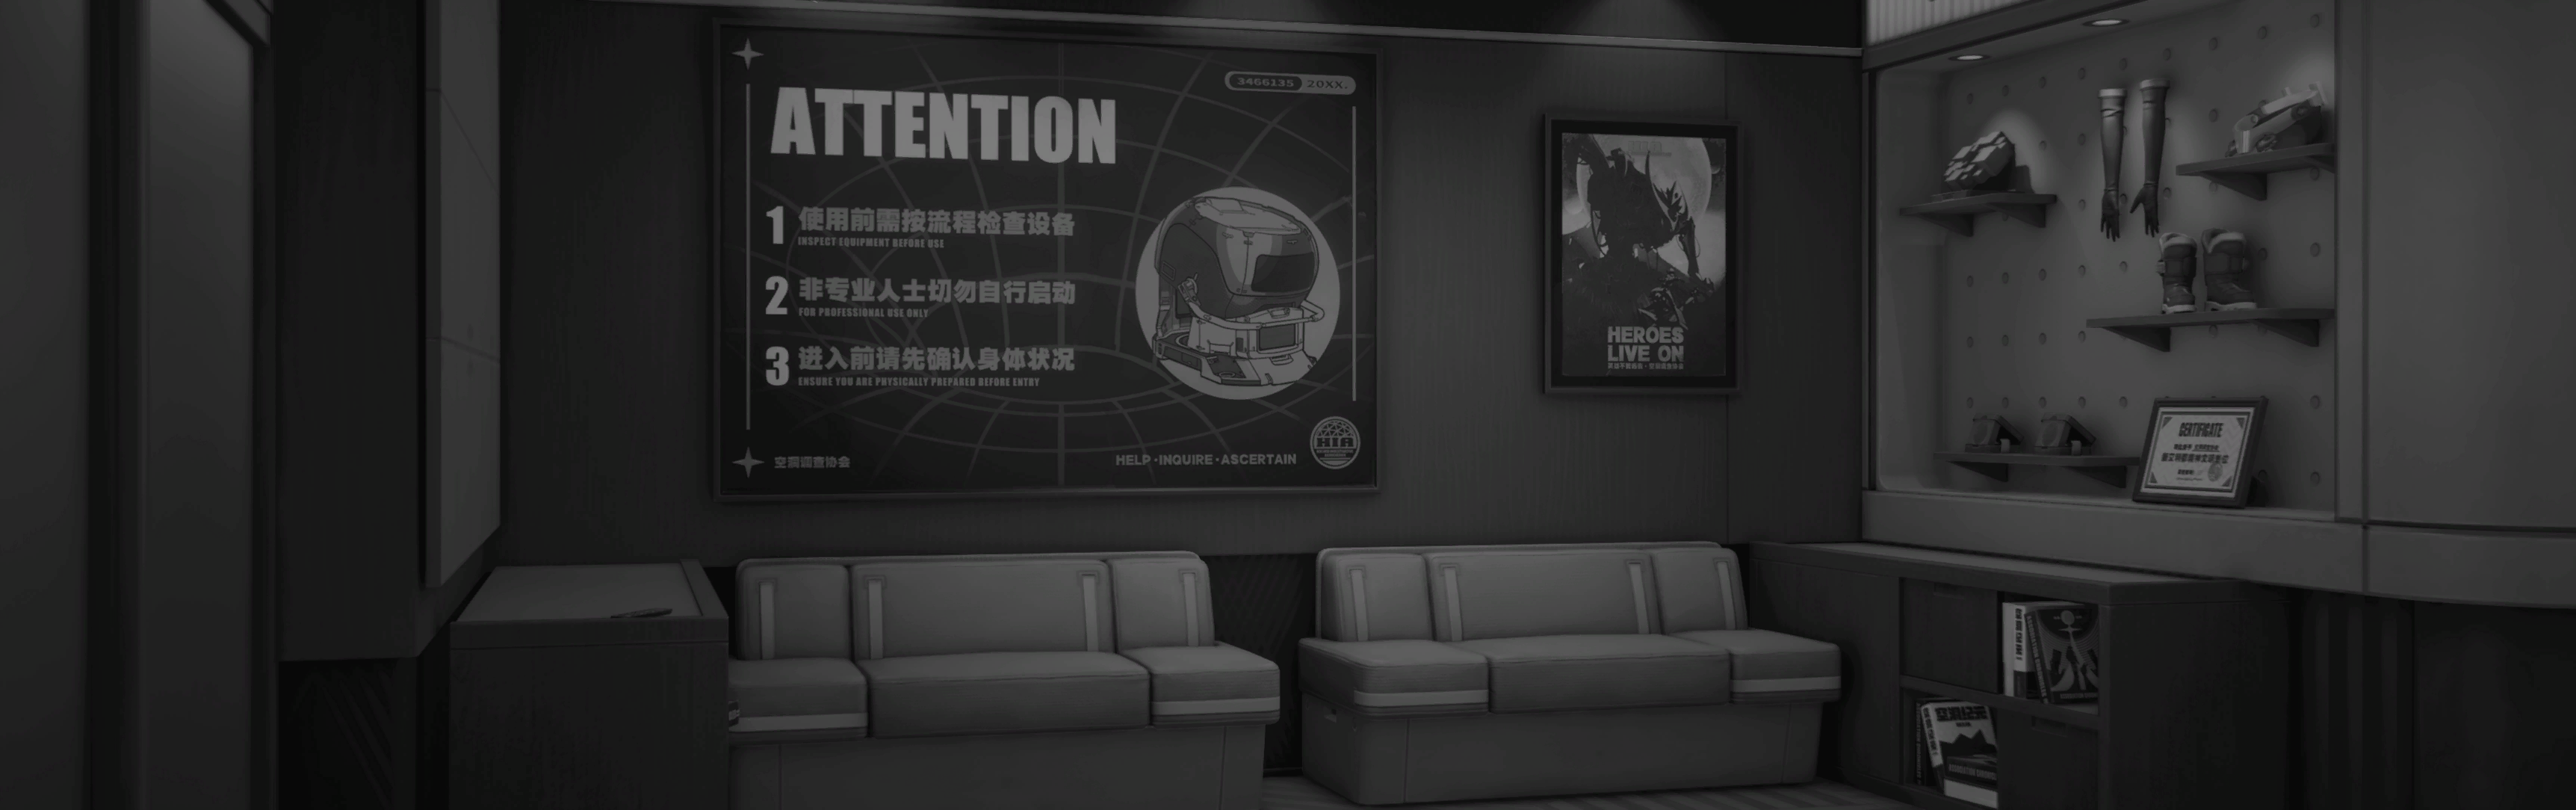 3466135 20XX.
ATTENTION
1 使用前需按流程检查设备
INSPECT EQUIPMENT BEFORE USE
2 非专业人士切勿自行启动
FOR PROFESSIONAL USE ONLY
3 进入前请先确认身体状况
ENSURE YOU ARE PHYSICALLY PREPARED BEFORE ENTRY
空洞调查协会
HELP·INQUIRE·ASCERTAIN
HIA
HEROES
LIVE ON
CERTIFICATE